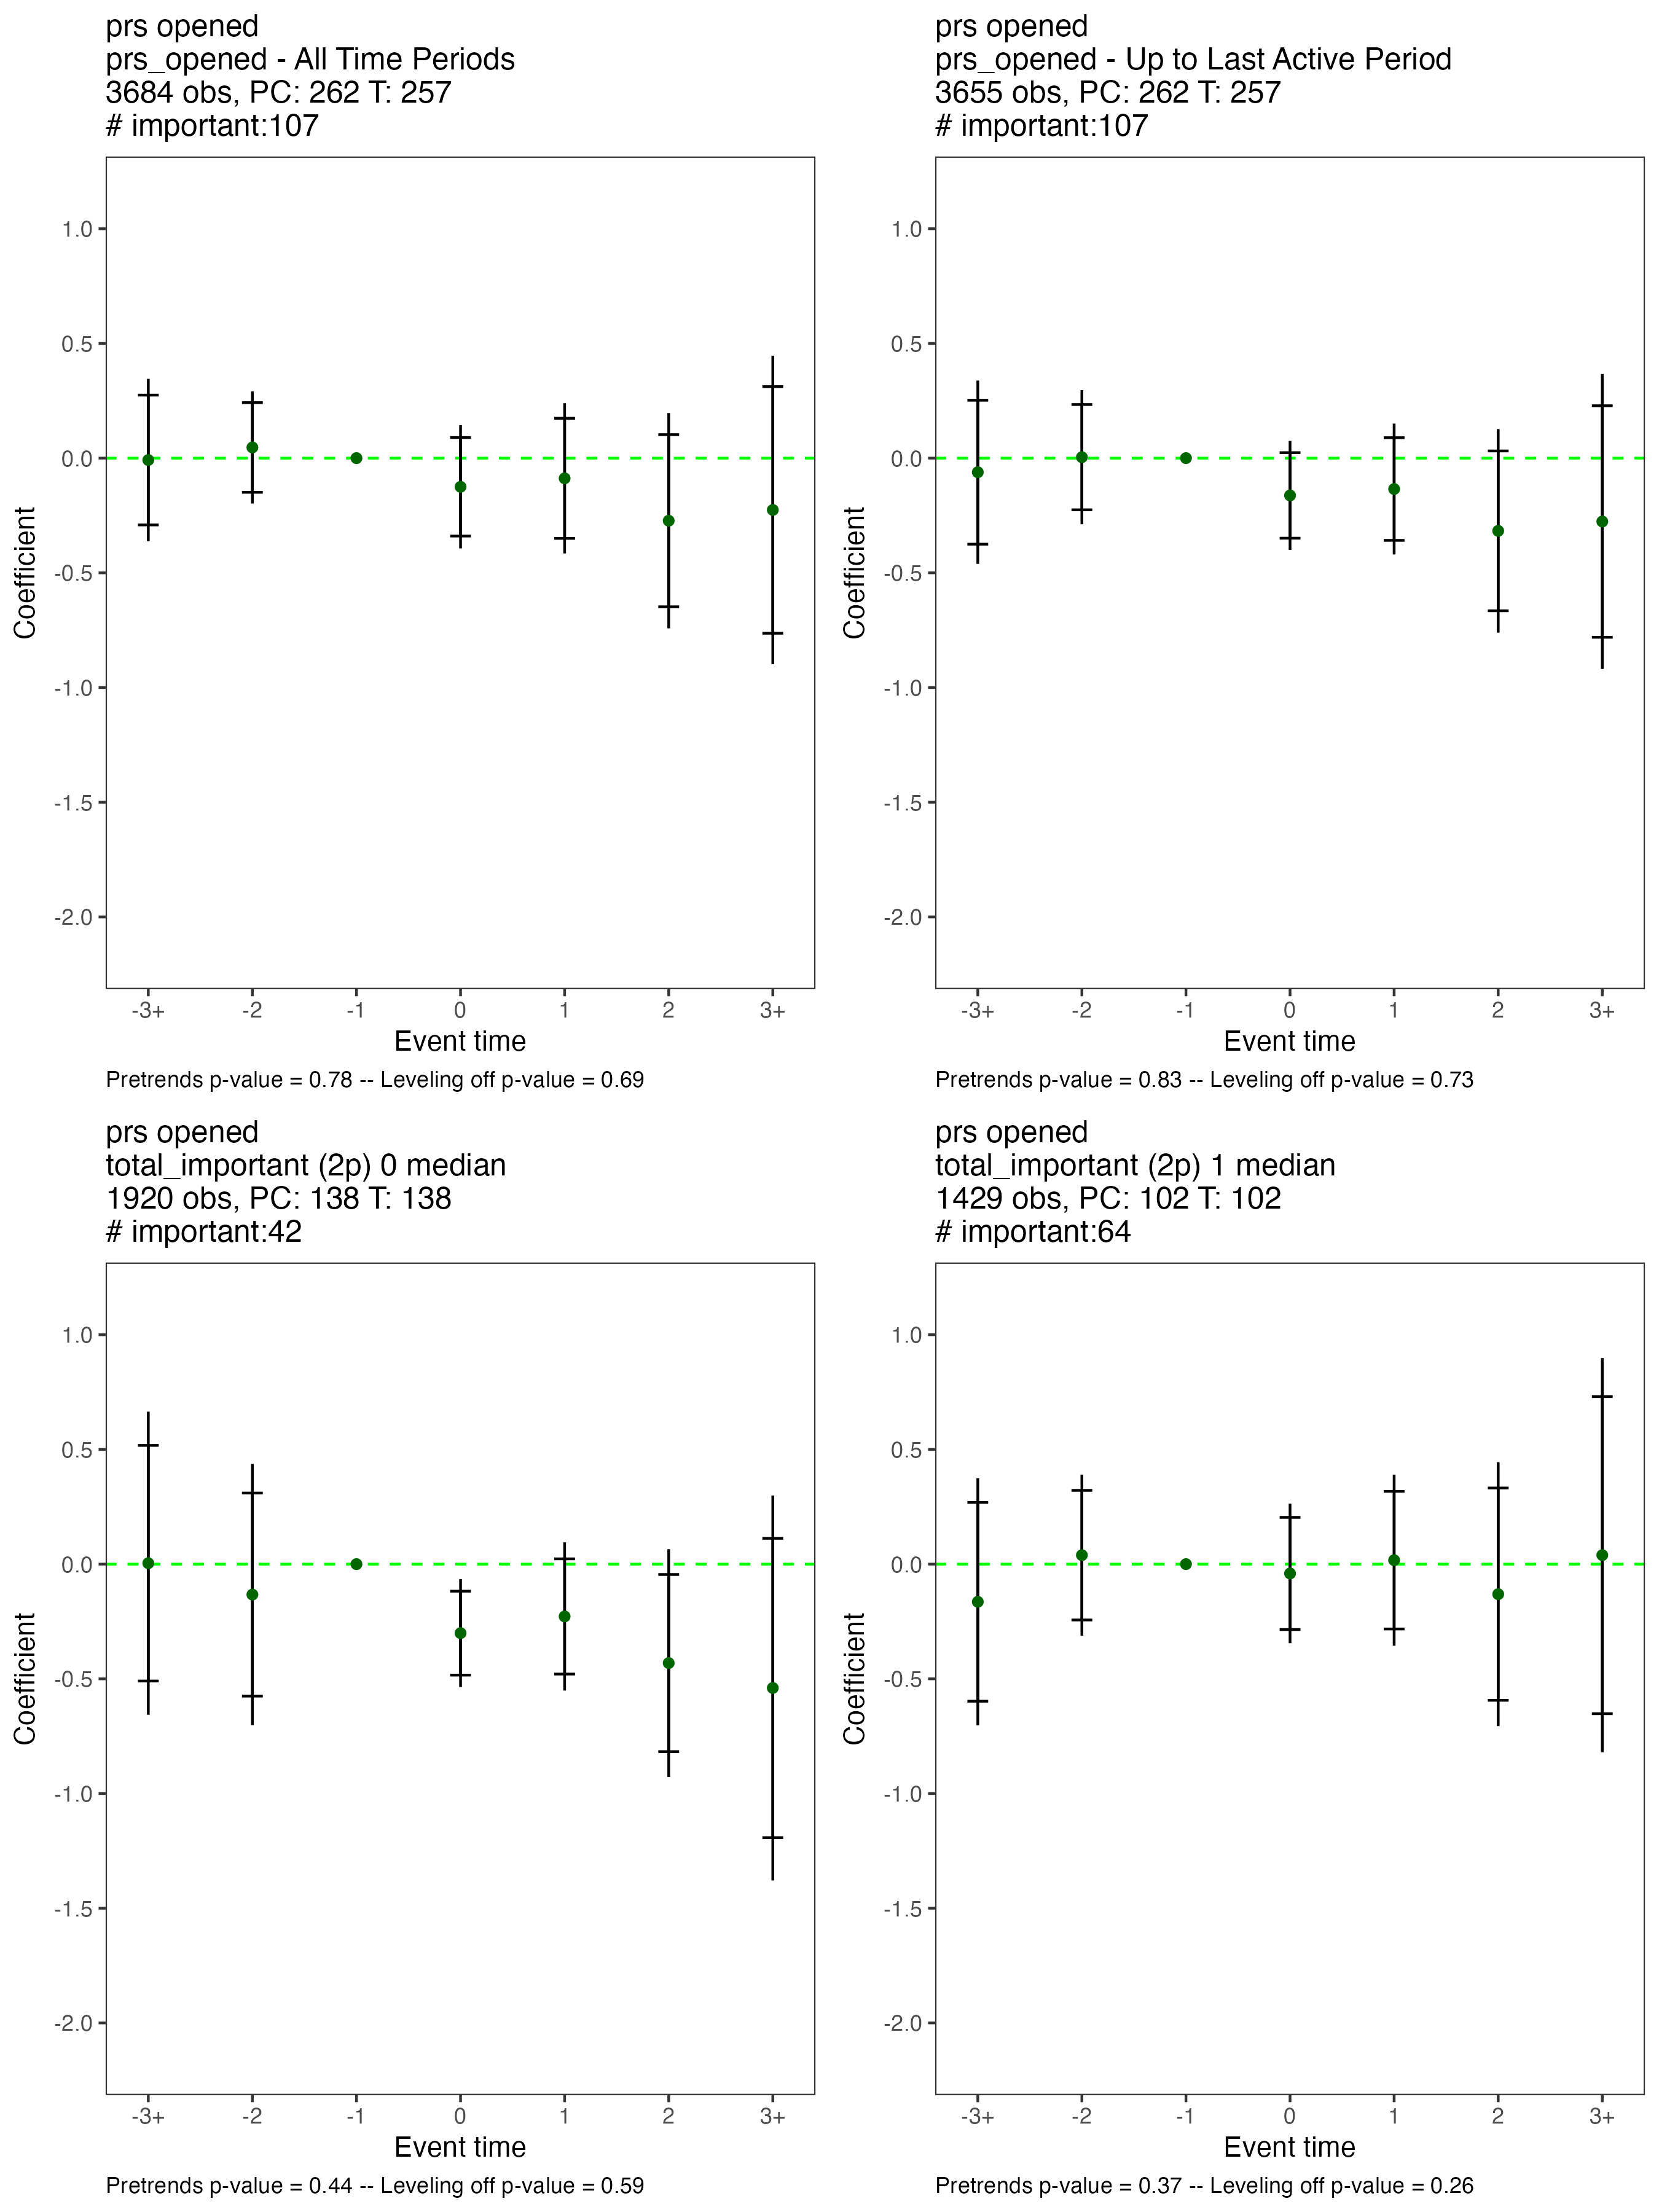 prs opened
prs_opened - All Time Periods
3684 obs, PC: 262 T: 257
# important:107
1.0
0.5
0.0
-0.5
-1.0
-1.5
-2.0
Coefficient
-3+ -2 -1 0 1 2 3+
Event time
Pretrends p-value = 0.78 -- Leveling off p-value = 0.69
prs opened
prs_opened - Up to Last Active Period
3655 obs, PC: 262 T: 257
# important:107
1.0
0.5
0.0
-0.5
-1.0
-1.5
-2.0
Coefficient
-3+ -2 -1 0 1 2 3+
Event time
Pretrends p-value = 0.83 -- Leveling off p-value = 0.73
prs opened
total_important (2p) 0 median
1920 obs, PC: 138 T: 138
# important:42
1.0
0.5
0.0
-0.5
-1.0
-1.5
-2.0
Coefficient
-3+ -2 -1 0 1 2 3+
Event time
Pretrends p-value = 0.44 -- Leveling off p-value = 0.59
prs opened
total_important (2p) 1 median
1429 obs, PC: 102 T: 102
# important:64
1.0
0.5
0.0
-0.5
-1.0
-1.5
-2.0
Coefficient
-3+ -2 -1 0 1 2 3+
Event time
Pretrends p-value = 0.37 -- Leveling off p-value = 0.26